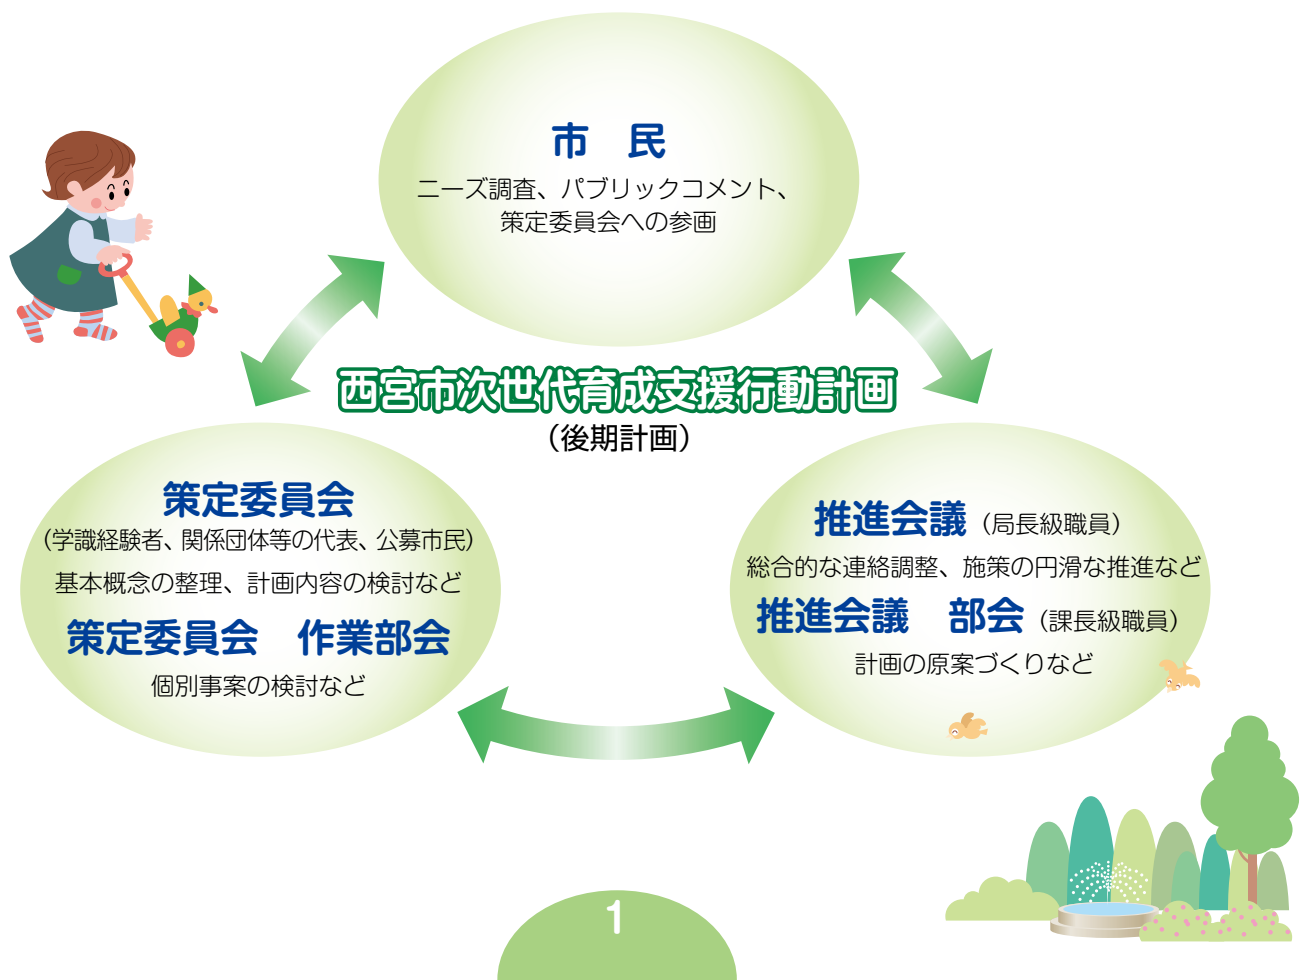 市　民
ニーズ調査、パブリックコメント、
策定委員会への参画
西宮市次世代育成支援行動計画
（後期計画）
策定委員会
（学識経験者、関係団体等の代表、公募市民）
基本概念の整理、計画内容の検討など
策定委員会　作業部会
個別事案の検討など
推進会議（局長級職員）
総合的な連絡調整、施策の円滑な推進など
推進会議　部会（課長級職員）
計画の原案づくりなど
1